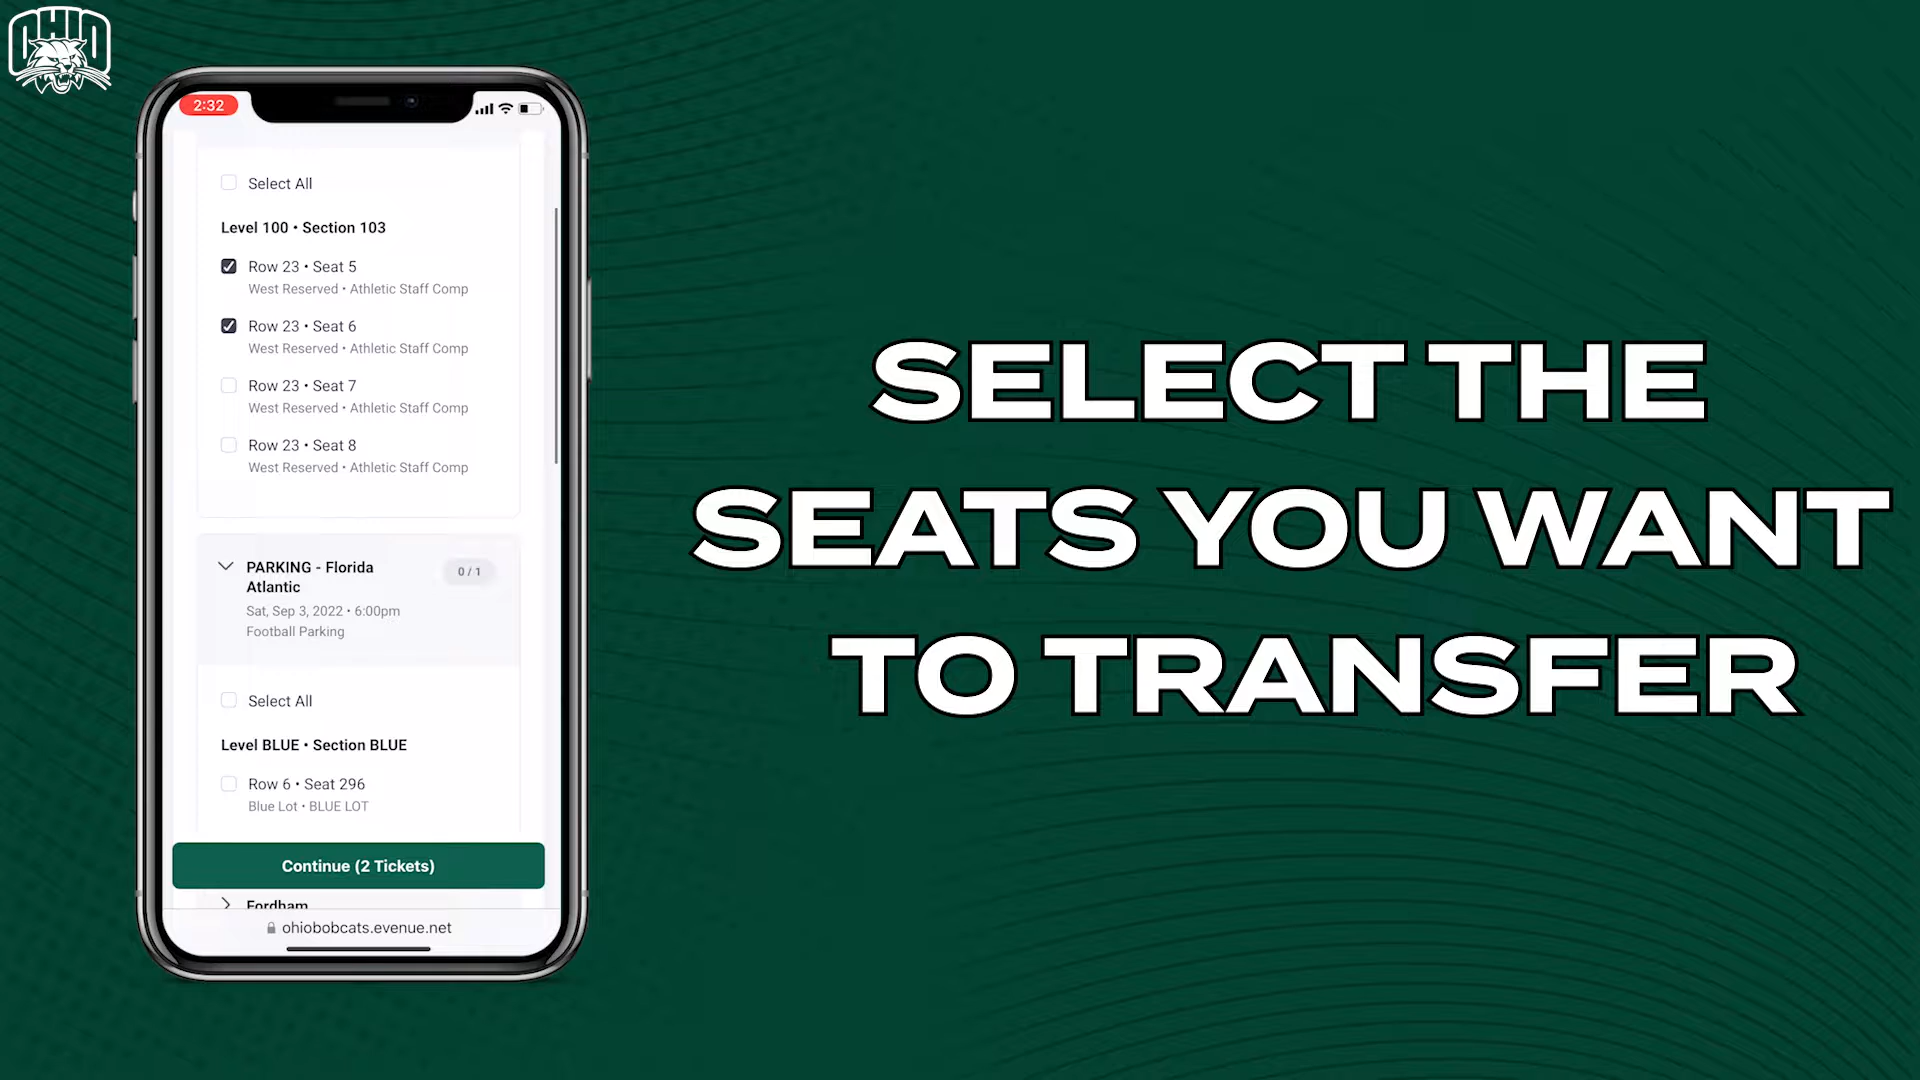 OHIO
2:32
Select All
Level 100 • Section 103
Row 23 • Seat 5
West Reserved • Athletic Staff Comp
Row 23 • Seat 6
West Reserved • Athletic Staff Comp
Row 23 • Seat 7
West Reserved • Athletic Staff Comp
Row 23 • Seat 8
West Reserved • Athletic Staff Comp
PARKING - Florida
Atlantic
0 / 1
Sat, Sep 3, 2022 • 6:00pm
Football Parking
Select All
Level BLUE • Section BLUE
Row 6 • Seat 296
Blue Lot • BLUE LOT
Continue (2 Tickets)
Fordham
ohiobobcats.evenue.net
SELECT THE
SEATS YOU WANT
TO TRANSFER